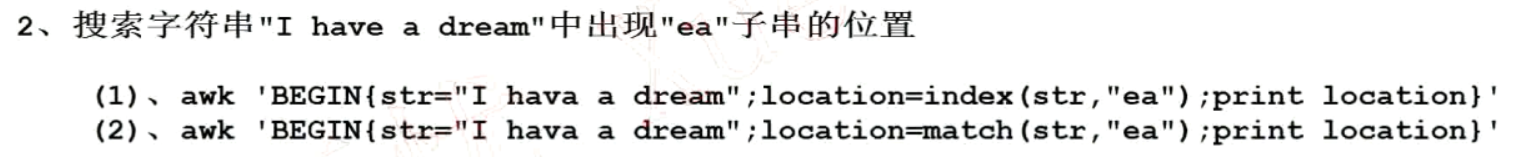 2、搜索字符串"I have a dream"中出现"ea"子串的位置
(1)、awk 'BEGIN{str="I hava a dream";location=index(str,"ea");print location}'
(2)、awk 'BEGIN{str="I hava a dream";location=match(str,"ea");print location}'